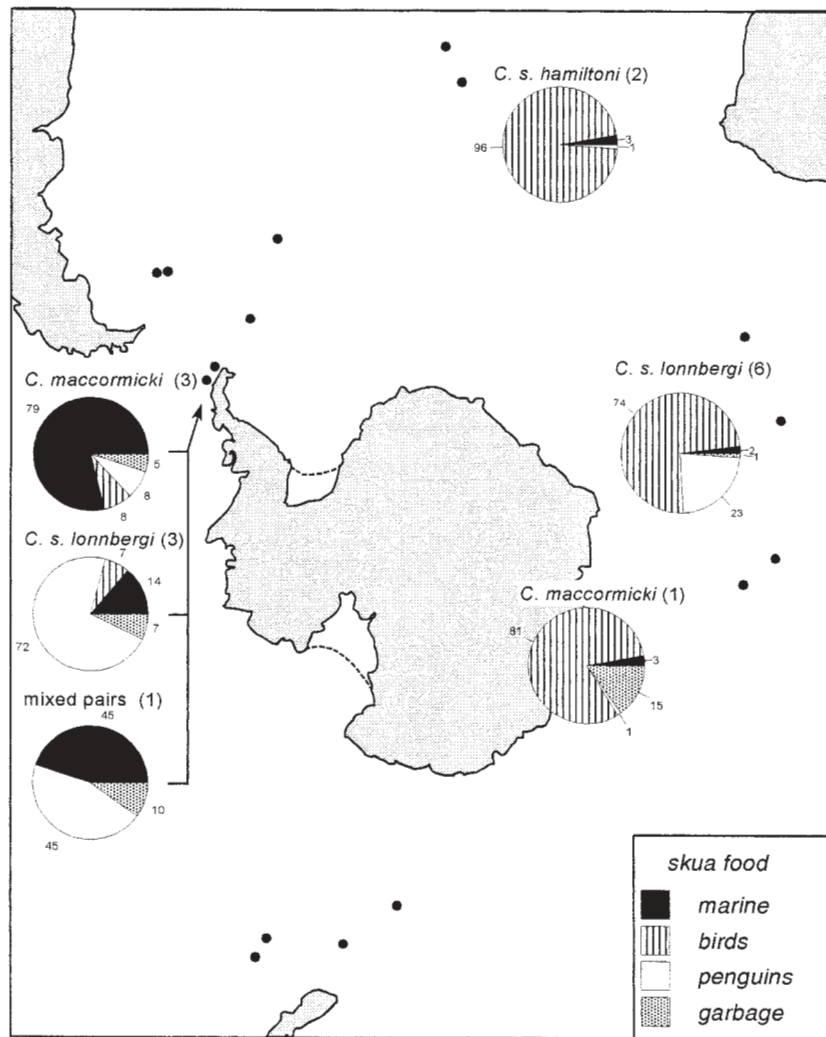 C. s. hamiltoni (2)
96
3
1
C. maccormicki (3)
79
5
8
8
C. s. lonnbergi (6)
74
2
1
23
C. s. lonnbergi (3)
7
14
7
72
C. maccormicki (1)
81
3
15
1
mixed pairs (1)
45
10
45
skua food
marine
birds
penguins
garbage